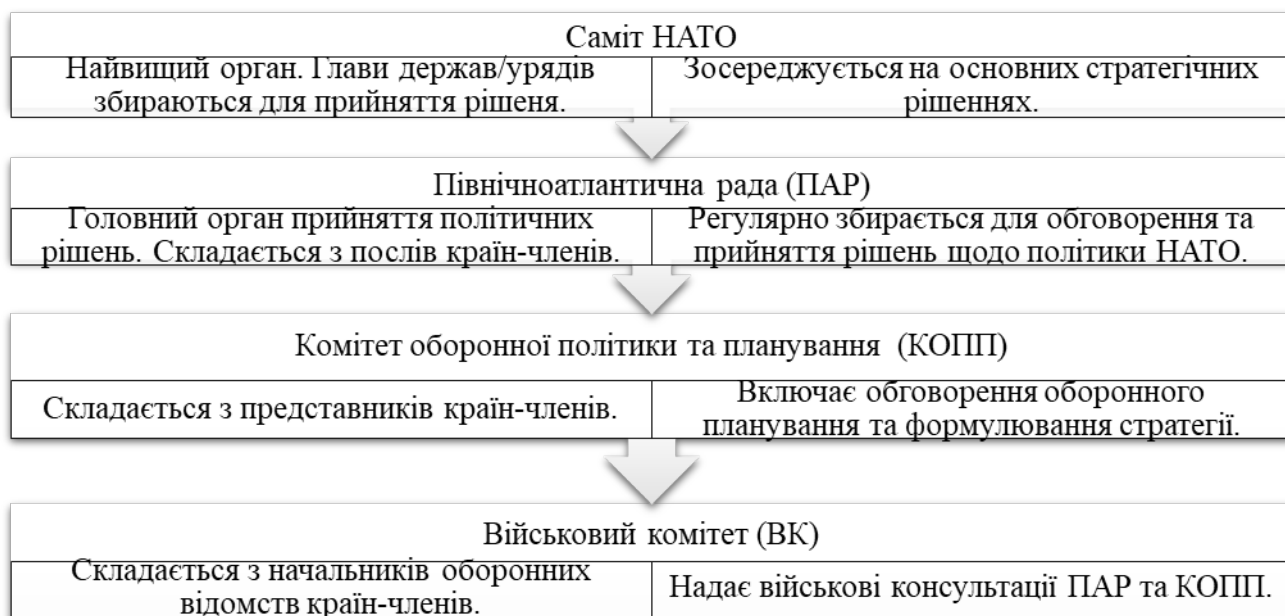 Саміт НАТО
Найвищий орган. Глави держав/урядів
збираються для прийняття рішеня.
Зосереджується на основних стратегічних
рішеннях.
Північноатлантична рада (ПАР)
Головний орган прийняття політичних
рішень. Складається з послів країн-членів.
Регулярно збирається для обговорення та
прийняття рішень щодо політики НАТО.
Комітет оборонної політики та планування (КОПП)
Складається з представників країн-членів.
Включає обговорення оборонного
планування та формулювання стратегії.
Військовий комітет (ВК)
Складається з начальників оборонних
відомств країн-членів.
Надає військові консультації ПАР та КОПП.